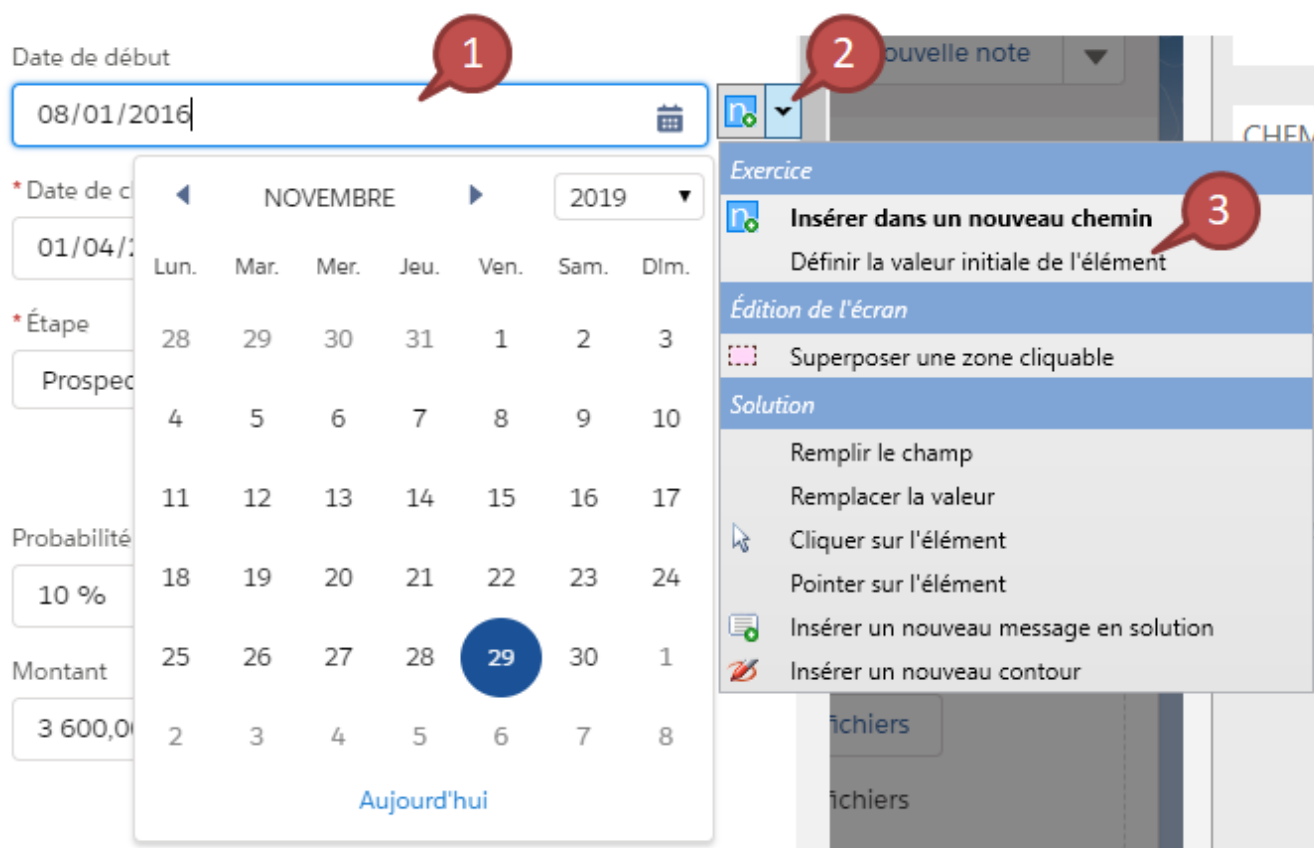 Date de début
1
08/01/2016
2
ouvelle note
n
CHEM
* Date de c
01/04/2
* Étape
Prospec
Probabilité
10 %
Montant
3 600,00
NOVEMBRE
2019
Lun. Mar. Mer. Jeu. Ven. Sam. DIm.
28 29 30 31 1 2 3
4 5 6 7 8 9 10
11 12 13 14 15 16 17
18 19 20 21 22 23 24
25 26 27 28 29 30 1
2 3 4 5 6 7 8
Aujourd'hui
Exercice
n
Insérer dans un nouveau chemin
3
Définir la valeur initiale de l'élément
Édition de l'écran
Superposer une zone cliquable
Solution
Remplir le champ
Remplacer la valeur
Cliquer sur l'élément
Pointer sur l'élément
Insérer un nouveau message en solution
Insérer un nouveau contour
fichiers
fichiers